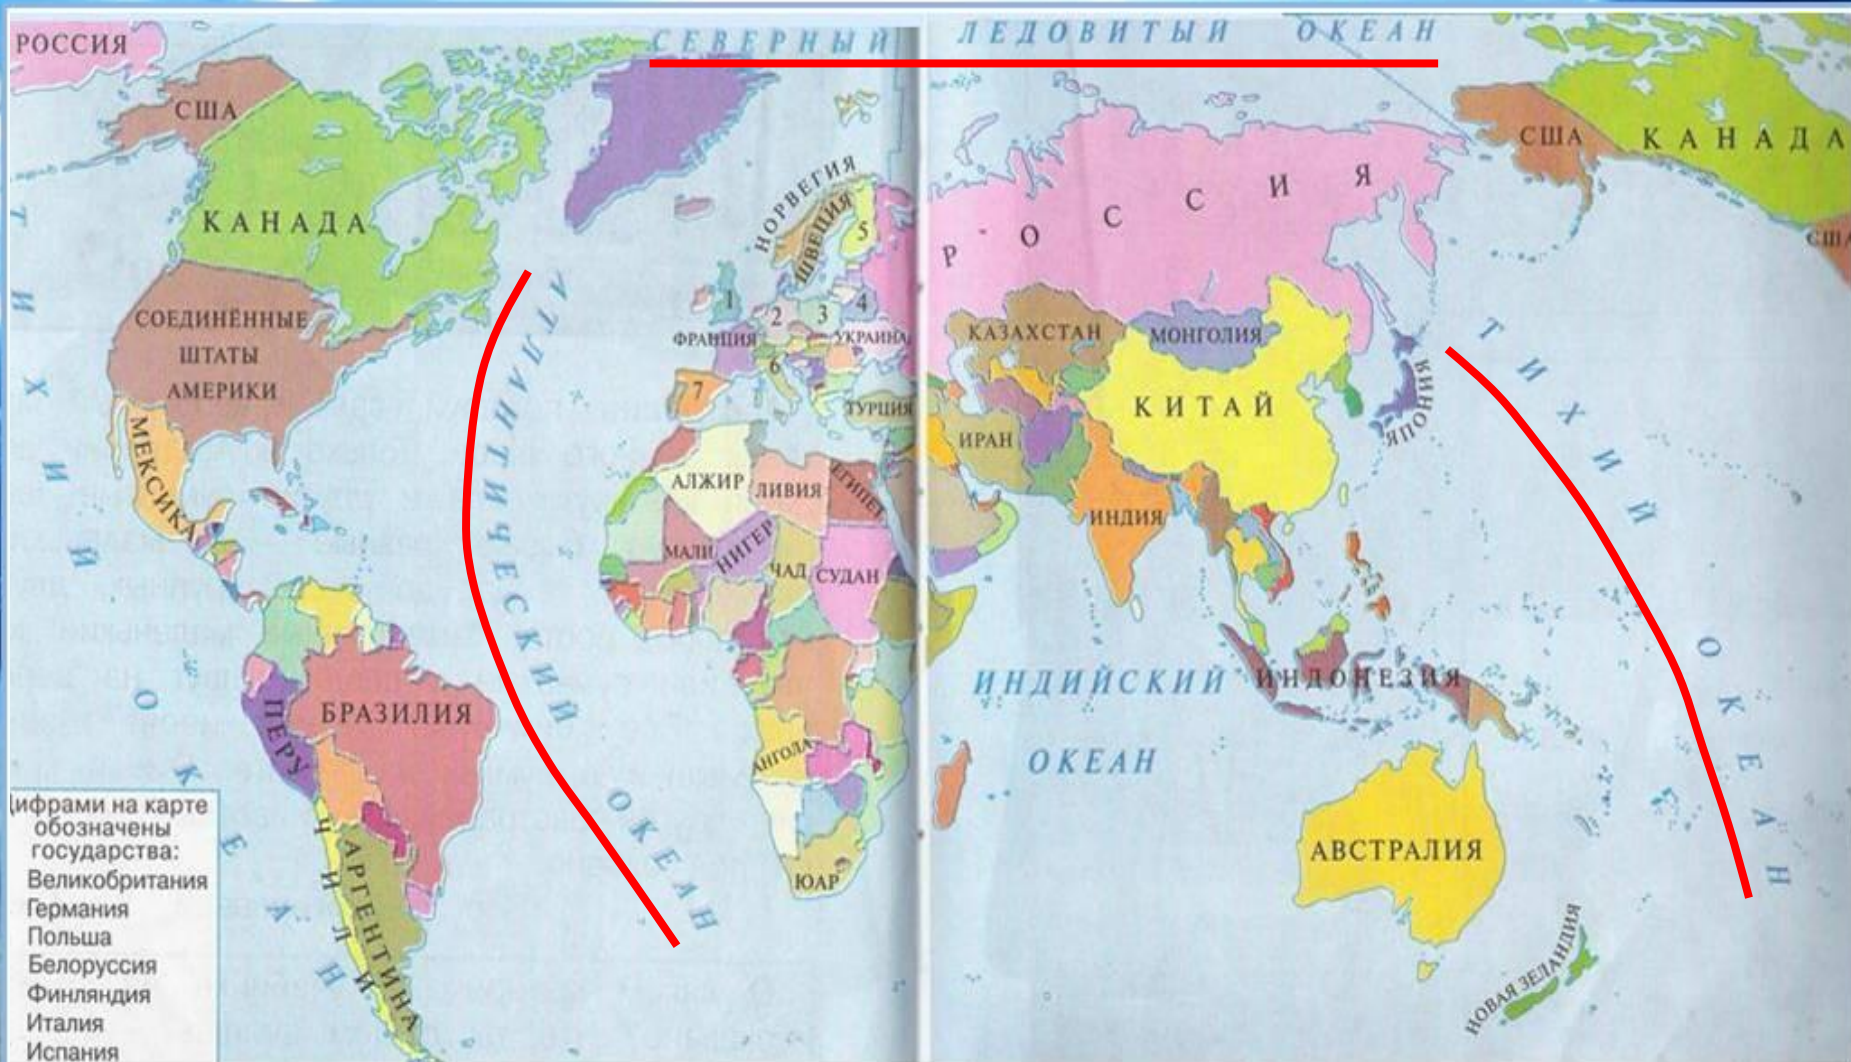 РОССИЯ
СЕВЕРНЫЙ ЛЕДОВИТЫЙ ОКЕАН
США
КАНАДА
СОЕДИНЁННЫЕ
ШТАТЫ
АМЕРИКИ
МЕКСИКА
ТИХИЙ ОКЕАН
АТЛАНТИЧЕСКИЙ ОКЕАН
БРАЗИЛИЯ
ПЕРУ
ЧИЛИ
АРГЕНТИНА
НОРВЕГИЯ
ШВЕЦИЯ
5
1
2
3
4
ФРАНЦИЯ
УКРАИНА
6
7
ТУРЦИЯ
АЛЖИР
ЛИВИЯ
ЕГИПЕТ
МАЛИ
НИГЕР
ЧАД
СУДАН
АНГОЛА
ЮАР
РОССИЯ
КАЗАХСТАН
МОНГОЛИЯ
КИТАЙ
ЯПОНИЯ
ИРАН
ИНДИЯ
ИНДИЙСКИЙ
ОКЕАН
ИНДОНЕЗИЯ
АВСТРАЛИЯ
НОВАЯ ЗЕЛАНДИЯ
ТИХИЙ ОКЕАН
США
КАНАДА
США
Цифрами на карте
обозначены
государства:
Великобритания
Германия
Польша
Белоруссия
Финляндия
Италия
Испания